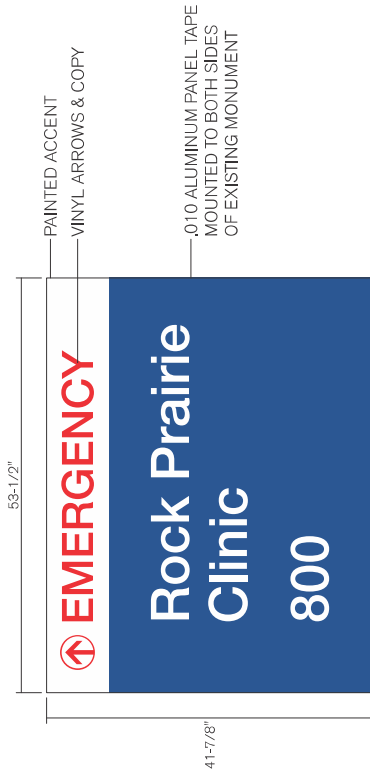 53-1/2"
PAINTED ACCENT
VINYL ARROWS & COPY
EMERGENCY
Rock Prairie
Clinic
800
.010 ALUMINUM PANEL TAPE
MOUNTED TO BOTH SIDES
OF EXISTING MONUMENT
41-7/8"